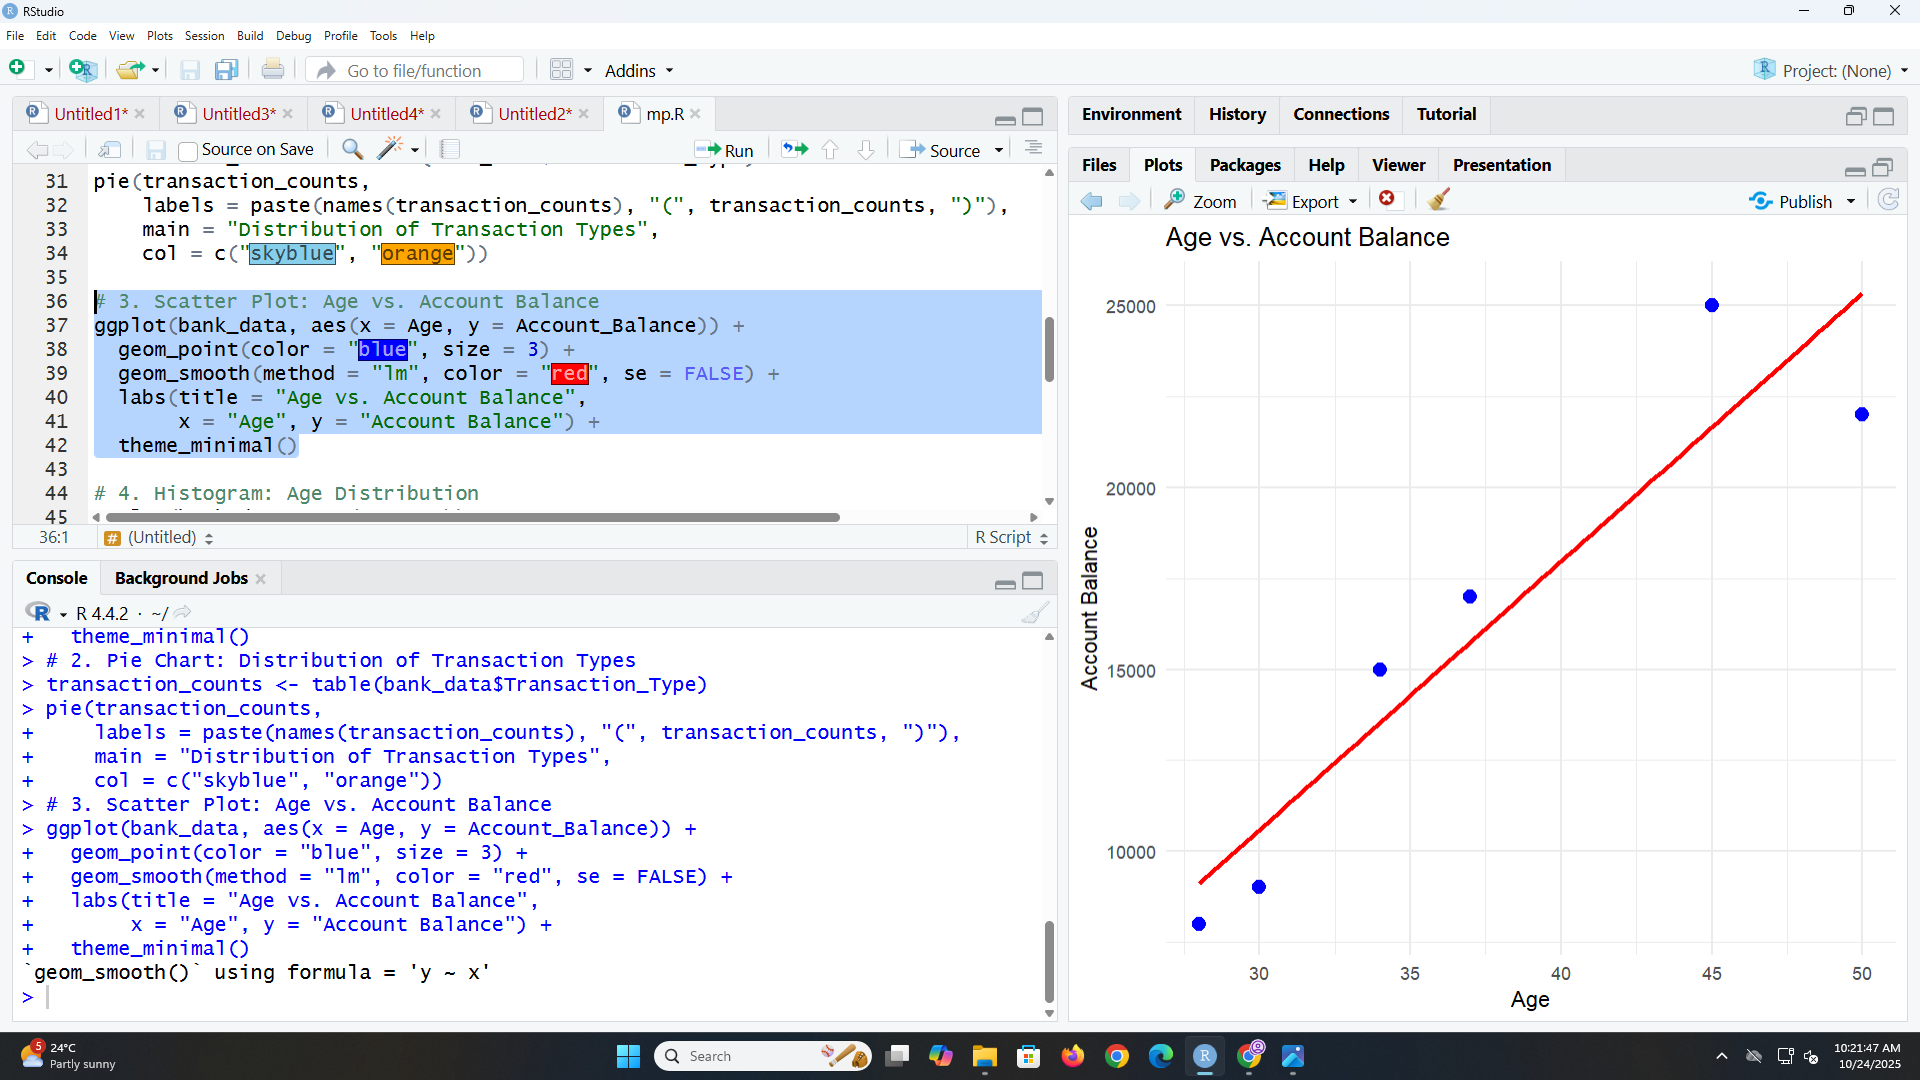 RStudio
File Edit Code View Plots Session Build Debug Profile Tools Help
Go to file/function Addins Project: (None)
Untitled1* Untitled3* Untitled4* Untitled2* mp.R
Source on Save Run Source
31 pie(transaction_counts,
32 labels = paste(names(transaction_counts), "(", transaction_counts, ")"),
33 main = "Distribution of Transaction Types",
34 col = c("skyblue", "orange"))
35
36 # 3. Scatter Plot: Age vs. Account Balance
37 ggplot(bank_data, aes(x = Age, y = Account_Balance)) +
38 geom_point(color = "blue", size = 3) +
39 geom_smooth(method = "lm", color = "red", se = FALSE) +
40 labs(title = "Age vs. Account Balance",
41 x = "Age", y = "Account Balance") +
42 theme_minimal()
43
44 # 4. Histogram: Age Distribution
45
36:1 # (Untitled) R Script
Console Background Jobs
R 4.4.2 · ~/
+ theme_minimal()
> # 2. Pie Chart: Distribution of Transaction Types
> transaction_counts <- table(bank_data$Transaction_Type)
> pie(transaction_counts,
+ labels = paste(names(transaction_counts), "(", transaction_counts, ")"),
+ main = "Distribution of Transaction Types",
+ col = c("skyblue", "orange"))
> # 3. Scatter Plot: Age vs. Account Balance
> ggplot(bank_data, aes(x = Age, y = Account_Balance)) +
+ geom_point(color = "blue", size = 3) +
+ geom_smooth(method = "lm", color = "red", se = FALSE) +
+ labs(title = "Age vs. Account Balance",
+ x = "Age", y = "Account Balance") +
+ theme_minimal()
`geom_smooth()` using formula = 'y ~ x'
>
Environment History Connections Tutorial
Files Plots Packages Help Viewer Presentation
Zoom Export Publish
Age vs. Account Balance
25000
20000
15000
10000
Account Balance
30 35 40 45 50
Age
5
24°C
Partly sunny
Search
10:21:47 AM
10/24/2025